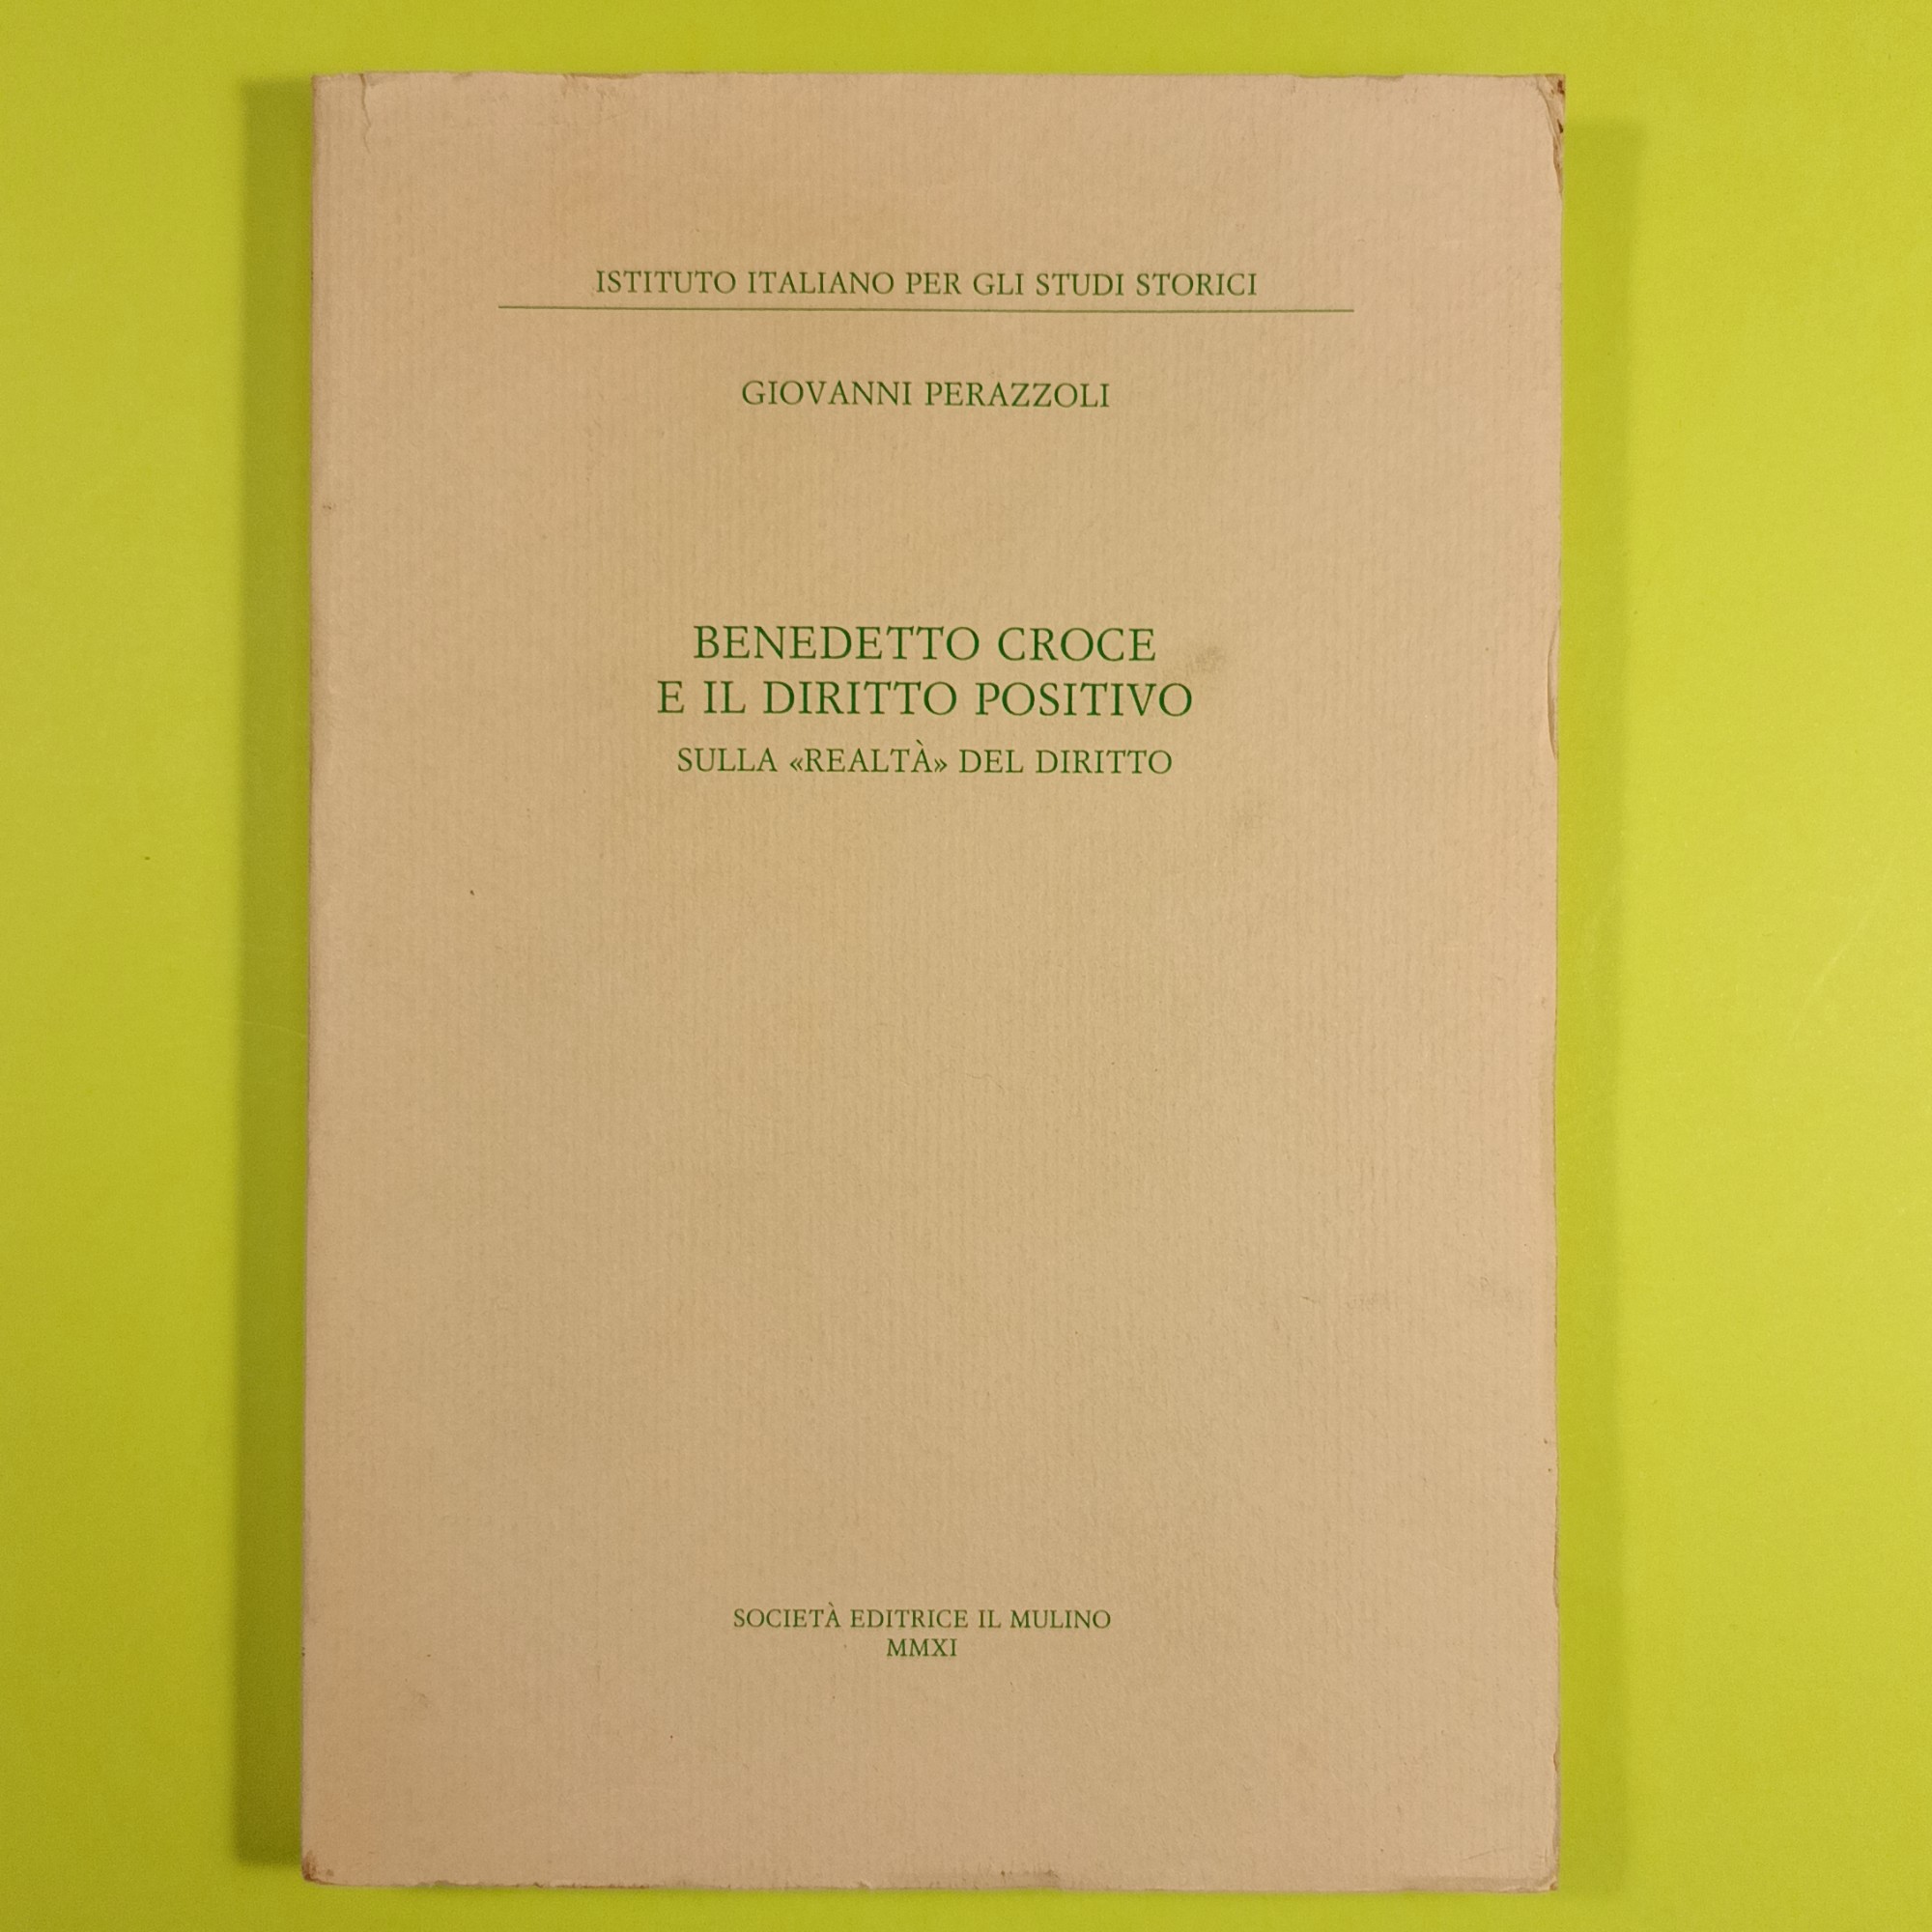 ISTITUTO ITALIANO PER GLI STUDI STORICI
GIOVANNI PERAZZOLI
BENEDETTO CROCE
E IL DIRITTO POSITIVO
SULLA «REALTÀ» DEL DIRITTO
SOCIETÀ EDITRICE IL MULINO
MMXI